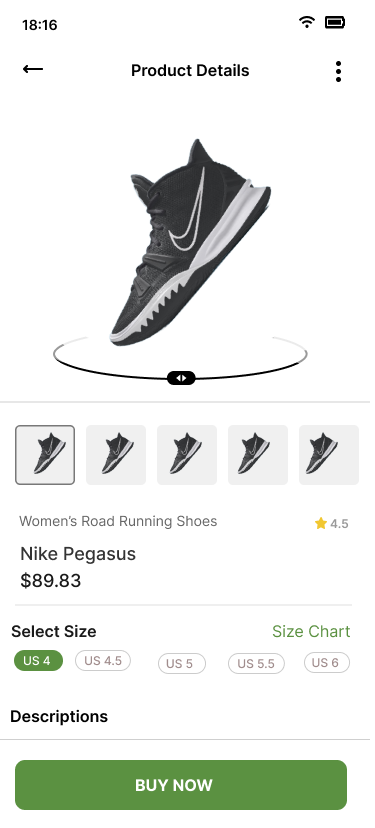 18:16
Product Details
Women's Road Running Shoes
4.5
Nike Pegasus
$89.83
Select Size
Size Chart
US 4
US 4.5
US 5
US 5.5
US 6
Descriptions
BUY NOW